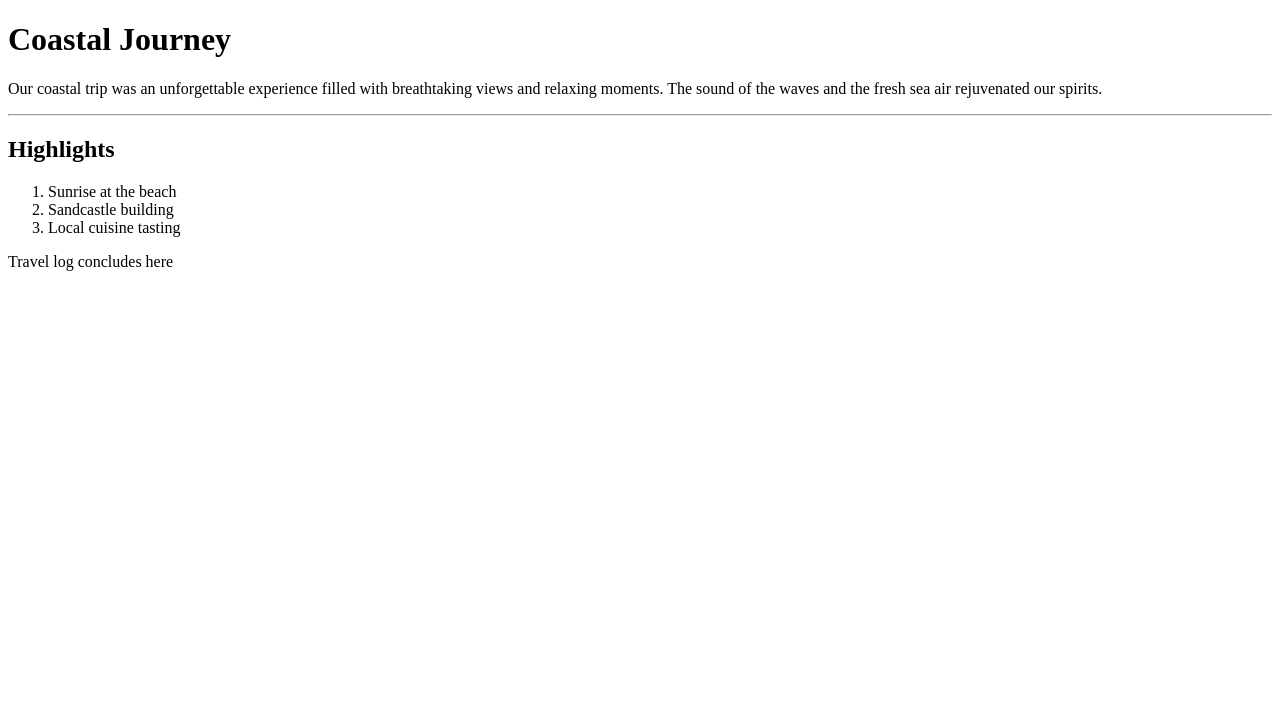 Coastal Journey
Our coastal trip was an unforgettable experience filled with breathtaking views and relaxing moments. The sound of the waves and the fresh sea air rejuvenated our spirits.
Highlights
1. Sunrise at the beach
2. Sandcastle building
3. Local cuisine tasting
Travel log concludes here